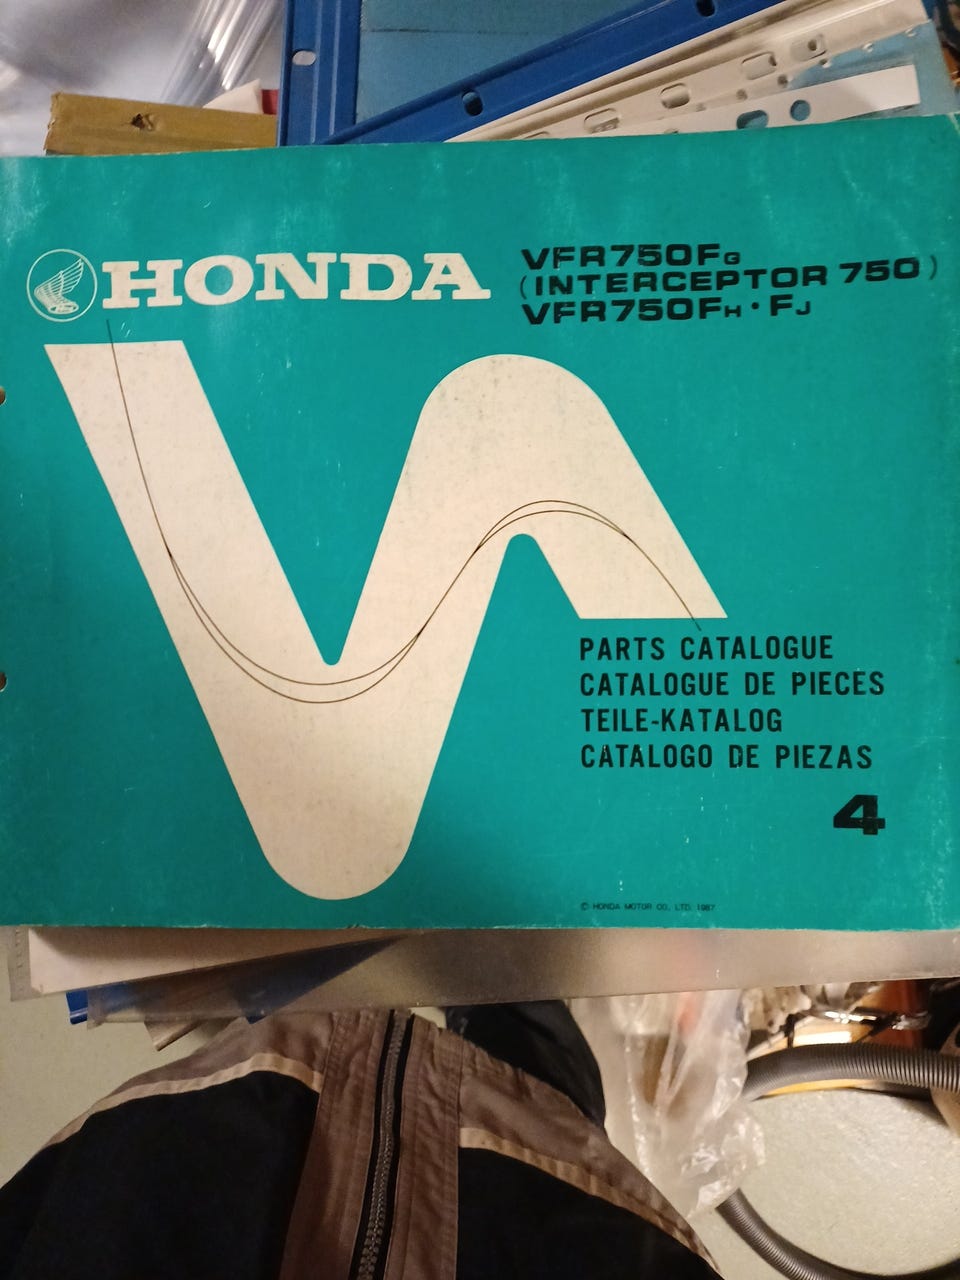 HONDA
VFR750FG
(INTERCEPTOR 750)
VFR750FH・FJ
PARTS CATALOGUE
CATALOGUE DE PIECES
TEILE-KATALOG
CATALOGO DE PIEZAS
4
© HONDA MOTOR CO., LTD. 1987